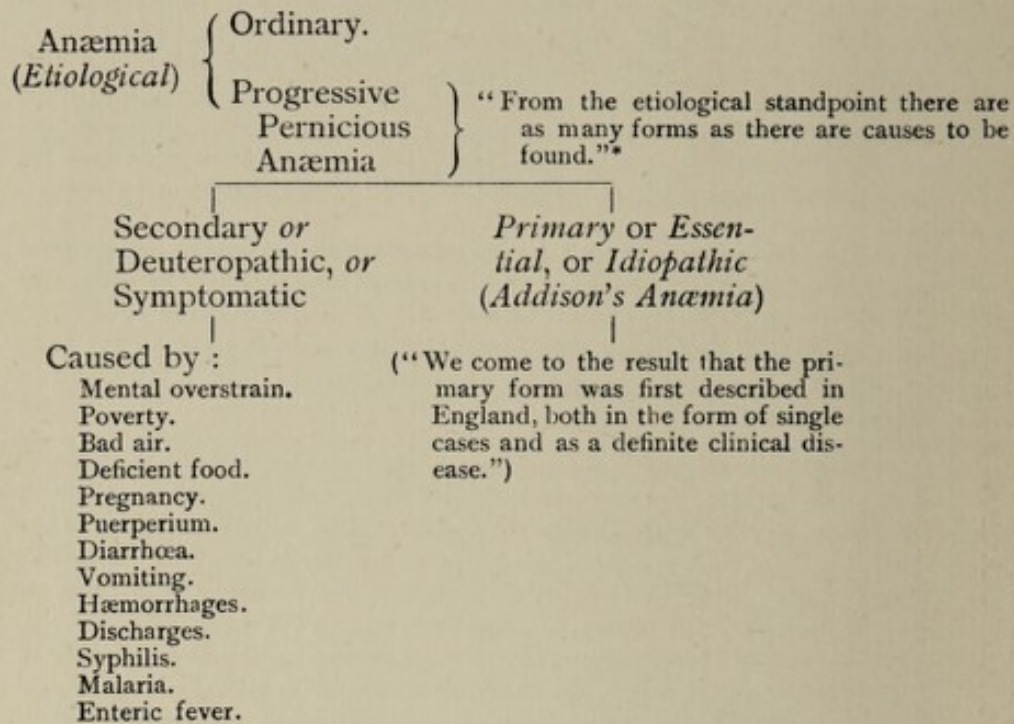 Anæmia
(Etiological)
Ordinary.
Progressive
Pernicious
Anæmia
“From the etiological standpoint there are
as many forms as there are causes to be
found.”*
Secondary or
Deuteropathic, or
Symptomatic
Primary or Essen-
tial, or Idiopathic
(Addison's Anæmia)
Caused by :
Mental overstrain.
Poverty.
Bad air.
Deficient food.
Pregnancy.
Puerperium.
Diarrhœa.
Vomiting.
Hæmorrhages.
Discharges.
Syphilis.
Malaria.
Enteric fever.
(“We come to the result that the pri-
mary form was first described in
England, both in the form of single
cases and as a definite clinical dis-
ease.”)